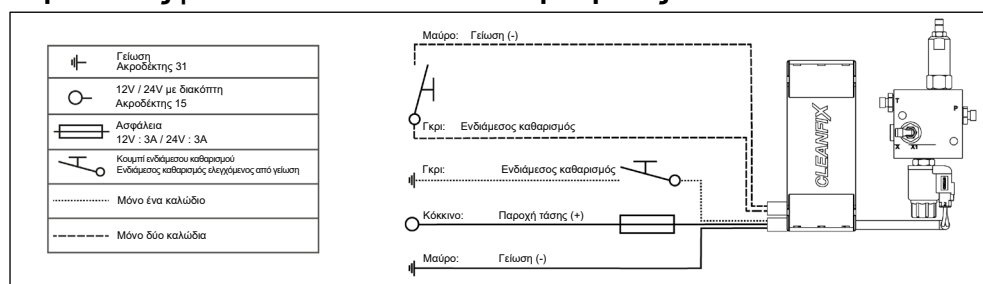 Γείωση
Ακροδέκτης 31
12V / 24V με διακόπτη
Ακροδέκτης 15
Ασφάλεια
12V : 3A / 24V : 3A
Κουμπί ενδιάμεσου καθαρισμού
Ενδιάμεσος καθαρισμός ελεγχόμενος από γείωση
Μόνο ένα καλώδιο
Μόνο δύο καλώδια
Μαύρο: Γείωση (-)
Γκρι: Ενδιάμεσος καθαρισμός
Γκρι: Ενδιάμεσος καθαρισμός
Κόκκινο: Παροχή τάσης (+)
Μαύρο: Γείωση (-)
CLEANFIX
T
P
X X1